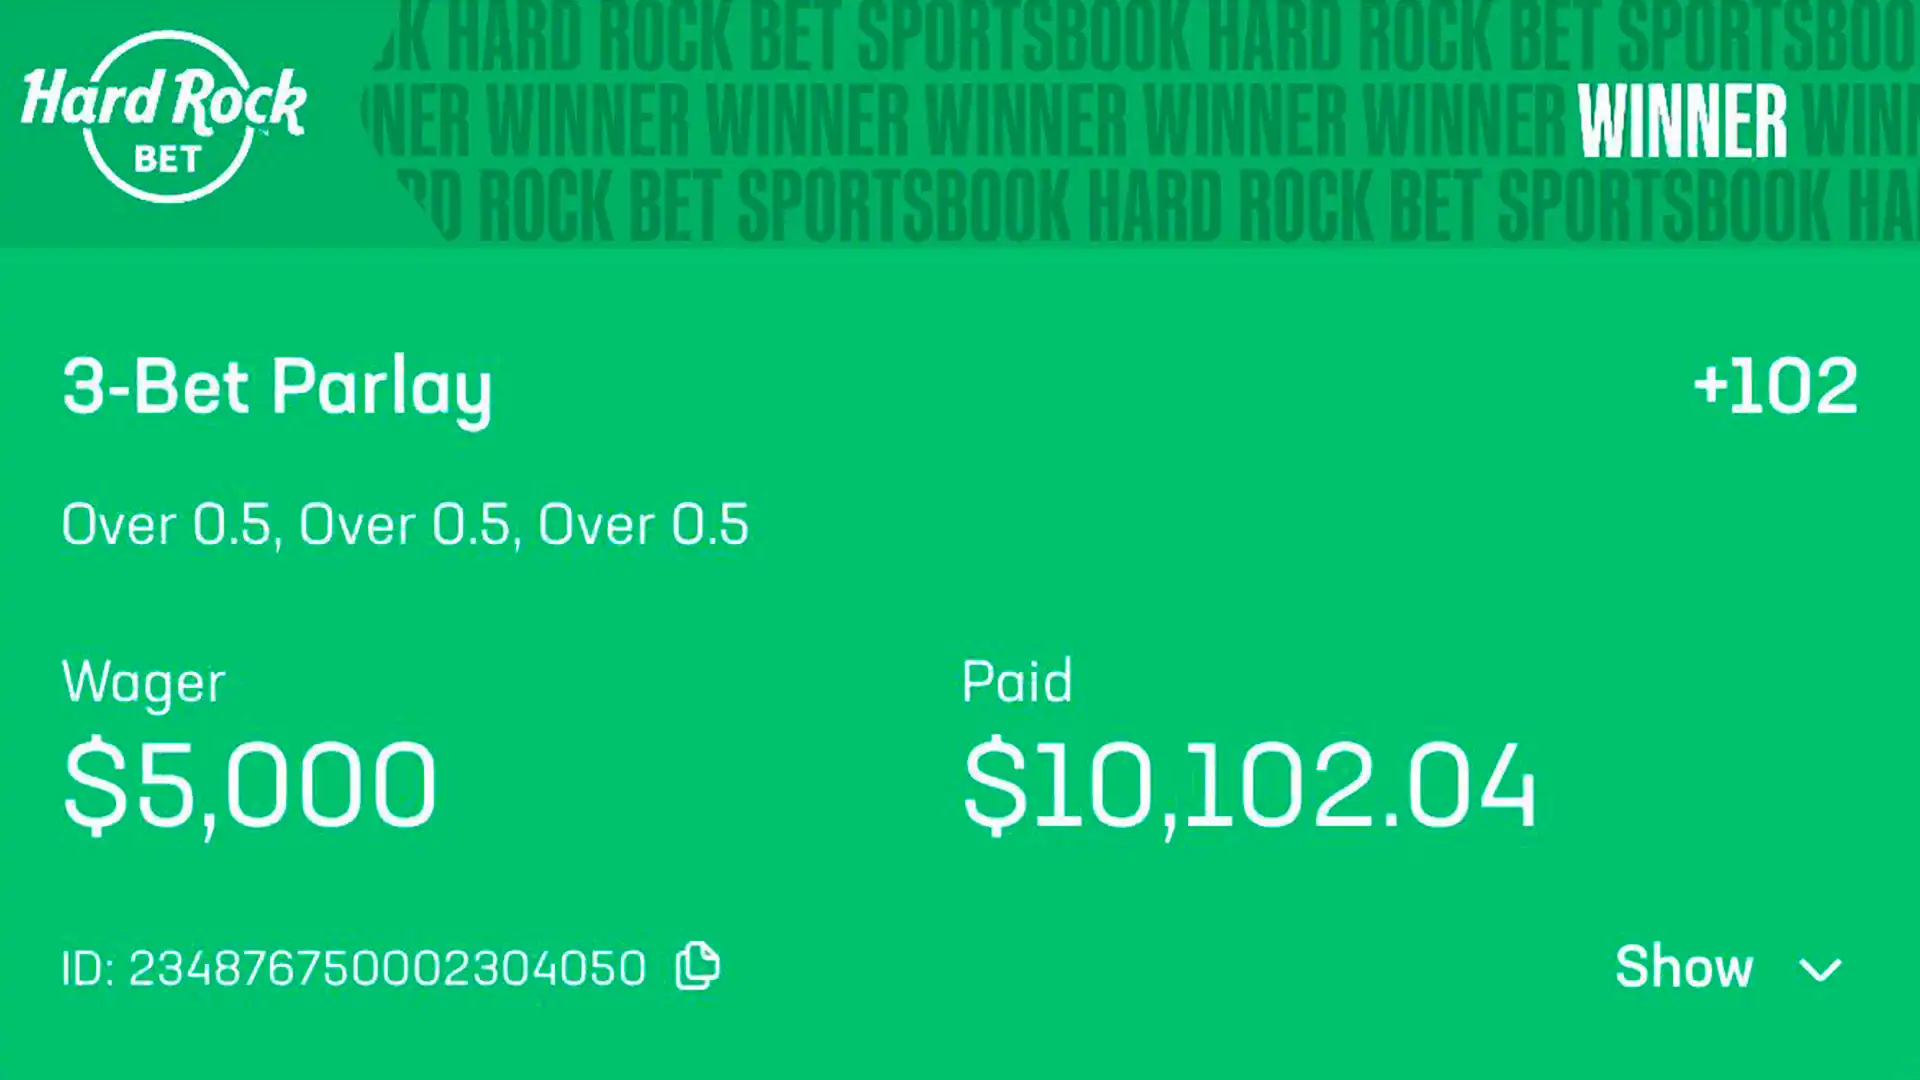 Hard Rock
BET
K HARD ROCK BET SPORTSBOOK HARD ROCK BET SPORTSBOO
NER WINNER WINNER WINNER WINNER WINNER WINNER WIN
RD ROCK BET SPORTSBOOK HARD ROCK BET SPORTSBOOK HA
3-Bet Parlay +102
Over 0.5, Over 0.5, Over 0.5
Wager Paid
$5,000 $10,102.04
ID: 234876750002304050 Show